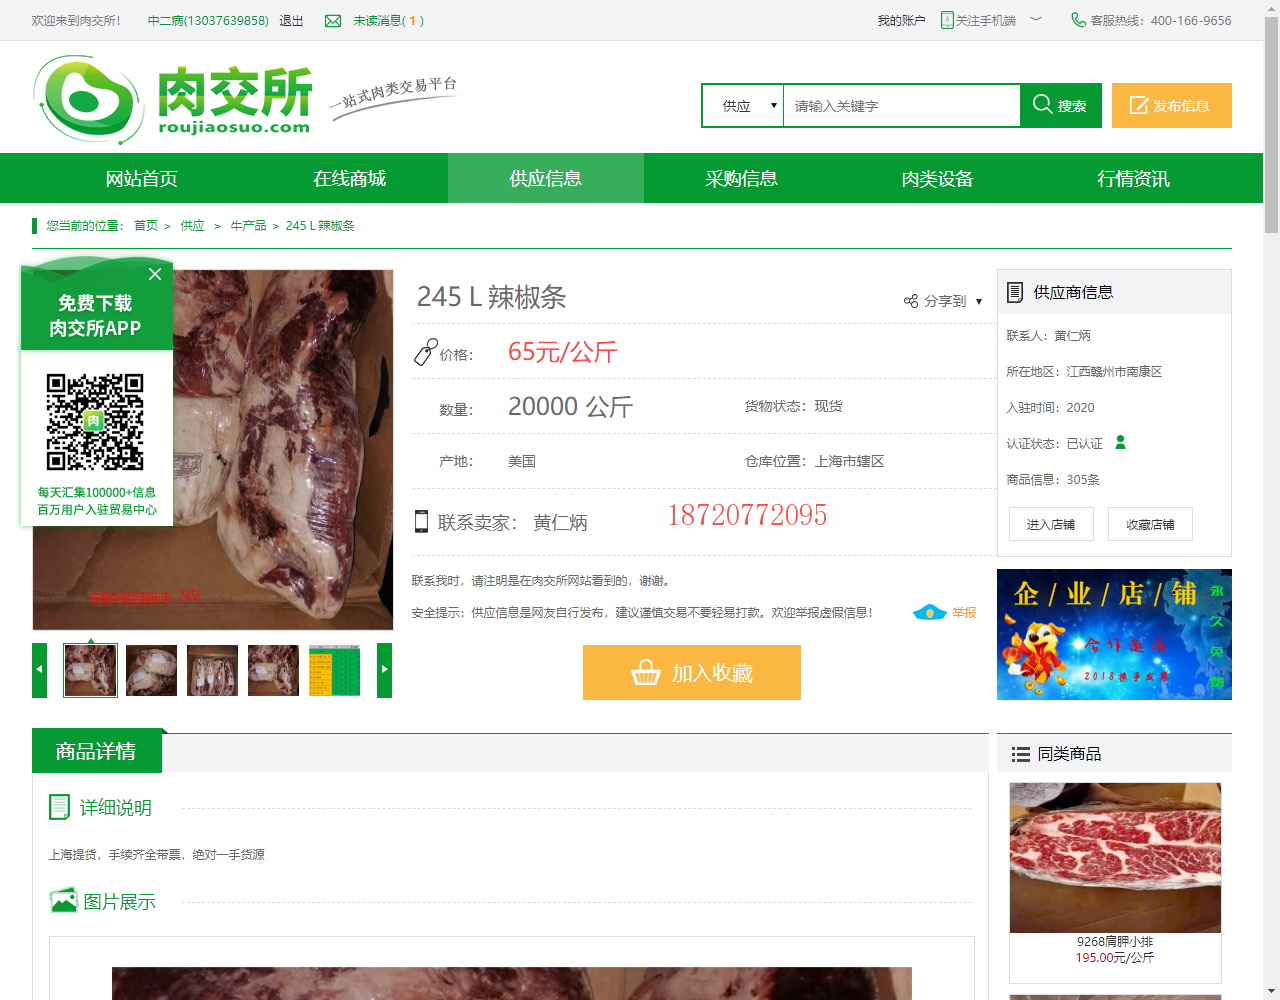 欢迎来到肉交所！ 中二病(13037639858) 退出 未读消息( 1 ) 我的账户 关注手机端 客服热线：400-166-9656
肉交所
roujiaosuo.com
一站式肉类交易平台
供应 ▾ 请输入关键字 搜索 发布信息
网站首页 在线商城 供应信息 采购信息 肉类设备 行情资讯
您当前的位置： 首页 > 供应 > 牛产品 > 245 L 辣椒条
免费下载
肉交所APP
肉
每天汇集100000+信息
百万用户入驻贸易中心
245L
245 L 辣椒条 分享到 ▾
价格： 65元/公斤
数量： 20000 公斤 货物状态：现货
产地： 美国 仓库位置：上海市辖区
联系卖家： 黄仁炳 18720772095
联系我时，请注明是在肉交所网站看到的，谢谢。
安全提示：供应信息是网友自行发布，建议谨慎交易不要轻易打款。欢迎举报虚假信息！ 举报
加入收藏
供应商信息
联系人：黄仁炳
所在地区：江西赣州市南康区
入驻时间：2020
认证状态：已认证
商品信息：305条
进入店铺 收藏店铺
企/业/店/铺
永久免费
合作邀请
2018携手发展
商品详情
详细说明
上海提货，手续齐全带票，绝对一手货源
图片展示
同类商品
9268肩胛小排
195.00元/公斤